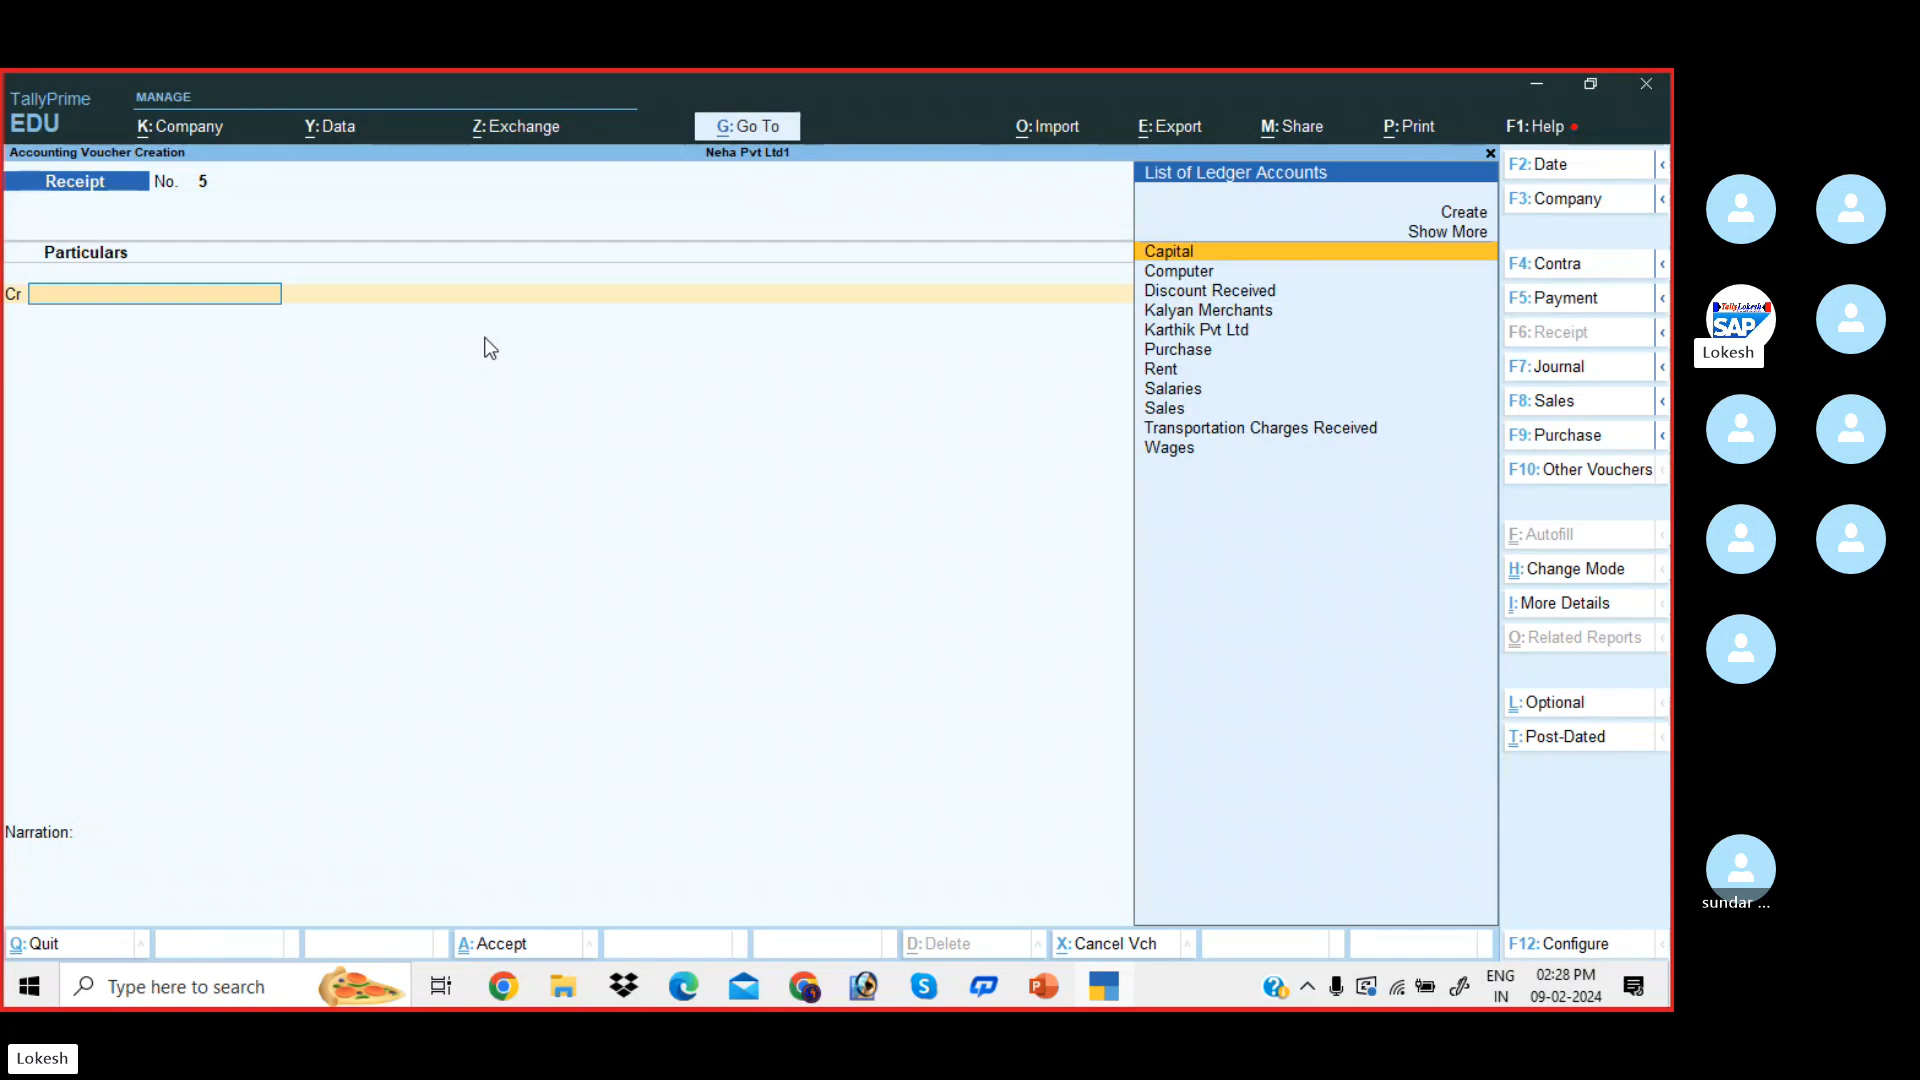 TallyPrime
EDU
MANAGE
K: Company
Y: Data
Z: Exchange
G: Go To
O: Import
E: Export
M: Share
P: Print
F1: Help
Accounting Voucher Creation
Neha Pvt Ltd1
Receipt No. 5
Particulars
Cr
Narration:
List of Ledger Accounts
Create
Show More
Capital
Computer
Discount Received
Kalyan Merchants
Karthik Pvt Ltd
Purchase
Rent
Salaries
Sales
Transportation Charges Received
Wages
F2: Date
F3: Company
F4: Contra
F5: Payment
F6: Receipt
F7: Journal
F8: Sales
F9: Purchase
F10: Other Vouchers
F: Autofill
H: Change Mode
I: More Details
O: Related Reports
L: Optional
T: Post-Dated
F12: Configure
Q: Quit
A: Accept
D: Delete
X: Cancel Vch
Type here to search
ENG
IN
02:28 PM
09-02-2024
TallyLokesh
SAP
Lokesh
sundar ...
Lokesh